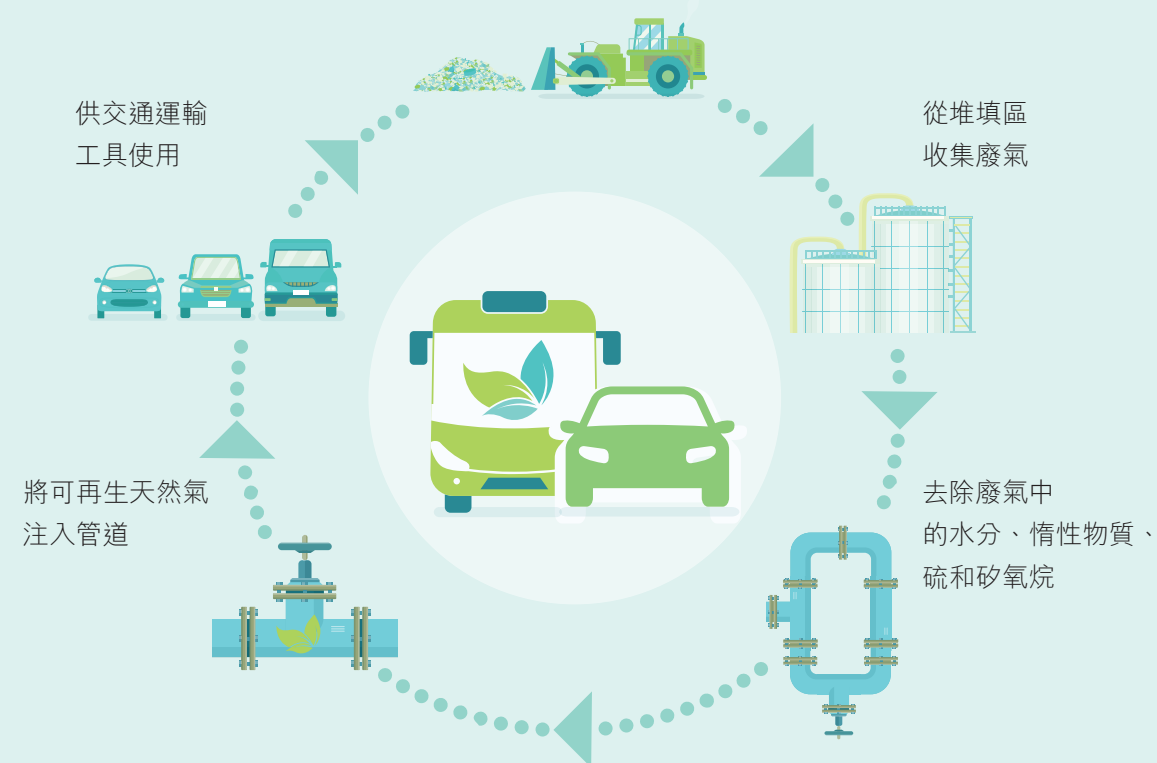 供交通運輸
工具使用
從堆填區
收集廢氣
將可再生天然氣
注入管道
去除廢氣中
的水分、惰性物質、
硫和矽氧烷